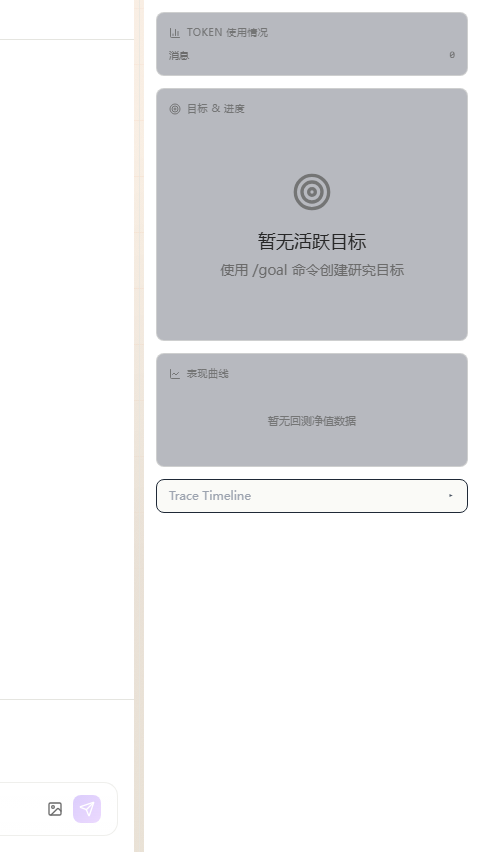 TOKEN 使用情况
消息 0
目标 & 进度
暂无活跃目标
使用 /goal 命令创建研究目标
表现曲线
暂无回测净值数据
Trace Timeline